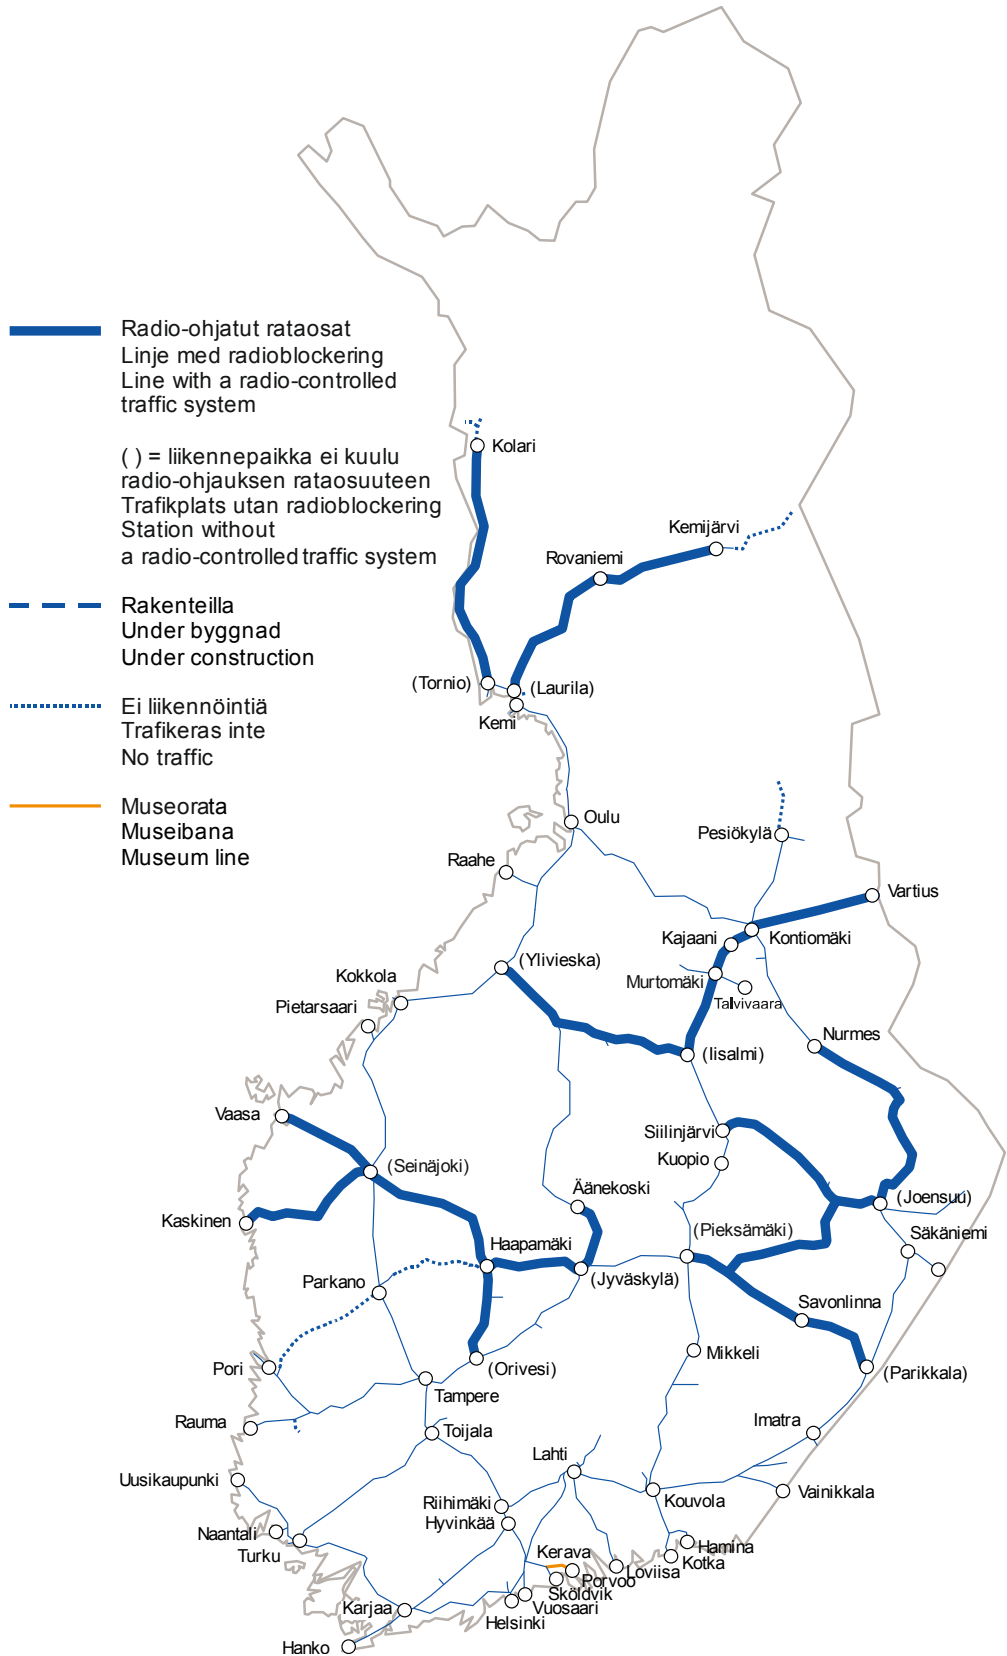 Radio-ohjatut rataosat
Linje med radioblockering
Line with a radio-controlled
traffic system
( ) = liikennepaikka ei kuulu
radio-ohjauksen rataosuuteen
Trafikplats utan radioblockering
Station without
a radio-controlled traffic system
Rakenteilla
Under byggnad
Under construction
Ei liikennöintiä
Trafikeras inte
No traffic
Museorata
Museibana
Museum line
Kolari
Kemijärvi
Rovaniemi
(Tornio)
(Laurila)
Kemi
Oulu
Pesiökylä
Raahe
Vartius
Kajaani
Kontiomäki
(Ylivieska)
Murtomäki
Talvivaara
Kokkola
Pietarsaari
Nurmes
(Iisalmi)
Vaasa
Siilinjärvi
Kuopio
(Seinäjoki)
Äänekoski
(Joensuu)
Kaskinen
(Pieksämäki)
Säkäniemi
Haapamäki
(Jyväskylä)
Parkano
Savonlinna
Mikkeli
Pori
(Orivesi)
(Parikkala)
Tampere
Rauma
Toijala
Imatra
Lahti
Uusikaupunki
Kouvola
Vainikkala
Riihimäki
Hyvinkää
Naantali
Turku
Kerava
Hamina
Kotka
Loviisa
Porvoo
Sköldvik
Vuosaari
Karjaa
Helsinki
Hanko